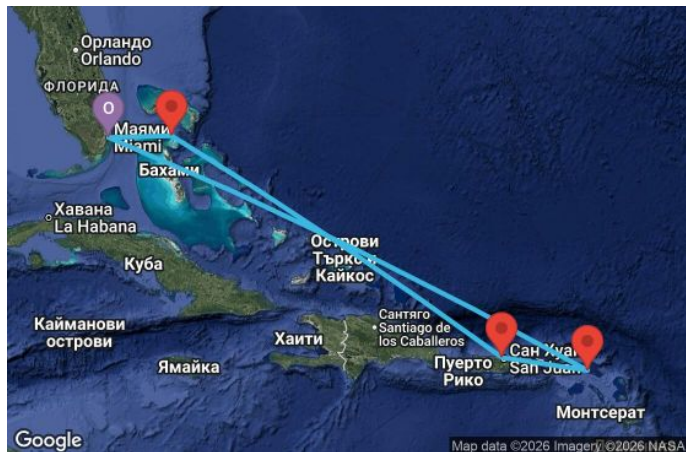 Орландо
Orlando
ФЛОРИДА
O
Маями
Miami
Бахами
Хавана
La Habana
Куба
Острови
Търкс и
Кайкос
Кайманови
острови
Ямайка
Хаити
Сантяго
Santiago de
los Caballeros
Пуерто
Рико
Сан Хуан
San Juan
Монтсерат
Google
Map data ©2026 Imagery ©2026 NASA